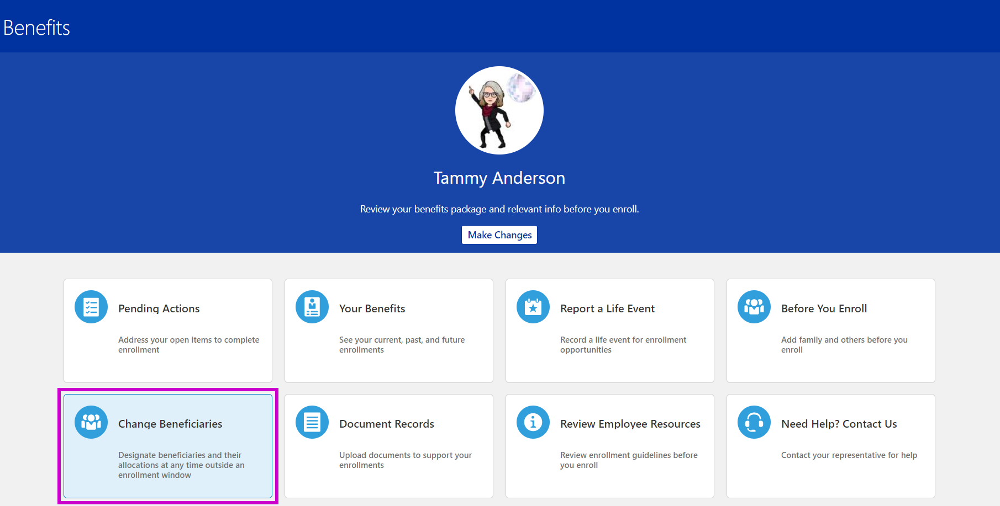 Benefits
Tammy Anderson
Review your benefits package and relevant info before you enroll.
Make Changes
Pending Actions
Address your open items to complete
enrollment
Your Benefits
See your current, past, and future
enrollments
Report a Life Event
Record a life event for enrollment
opportunities
Before You Enroll
Add family and others before you
enroll
Change Beneficiaries
Designate beneficiaries and their
allocations at any time outside an
enrollment window
Document Records
Upload documents to support your
enrollments
Review Employee Resources
Review enrollment guidelines before
you enroll
Need Help? Contact Us
Contact your representative for help